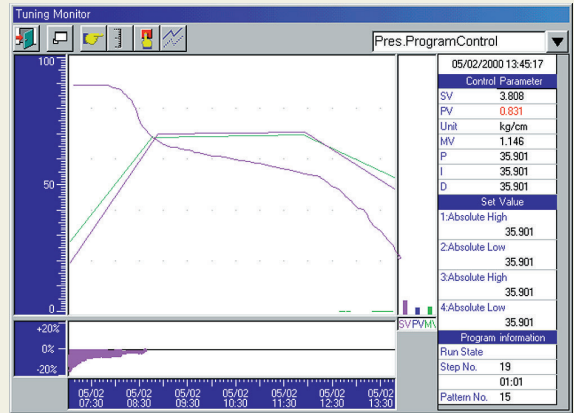 Tuning Monitor
Pres.ProgramControl
100
50
0
+20%
0%
-20%
05/02 05/02 05/02 05/02 05/02 05/02 05/02
07:30 08:30 09:30 10:30 11:30 12:30 13:30
SV PV MV
05/02/2000 13:45:17
Control Parameter
SV 3.808
PV 0.831
Unit kg/cm
MV 1.146
P 35.901
I 35.901
D 35.901
Set Value
1:Absolute High
35.901
2:Absolute Low
35.901
3:Absolute High
35.901
4:Absolute Low
35.901
Program information
Run State
Step No. 19
01:01
Pattern No. 15